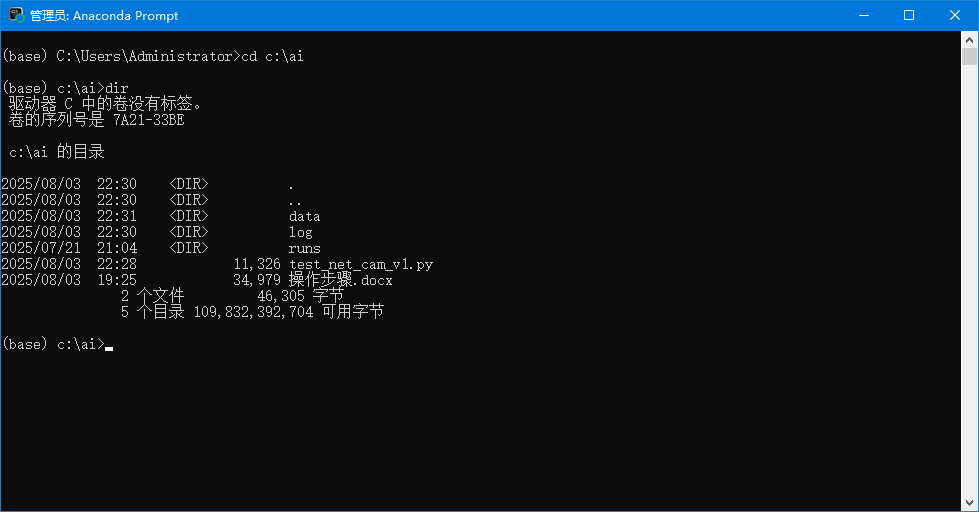 管理员: Anaconda Prompt
(base) C:\Users\Administrator>cd c:\ai
(base) c:\ai>dir
驱动器 C 中的卷没有标签。
卷的序列号是 7A21-33BE
c:\ai 的目录
2025/08/03  22:30    <DIR>          .
2025/08/03  22:30    <DIR>          ..
2025/08/03  22:31    <DIR>          data
2025/08/03  22:30    <DIR>          log
2025/07/21  21:04    <DIR>          runs
2025/08/03  22:28            11,326 test_net_cam_v1.py
2025/08/03  19:25            34,979 操作步骤.docx
2 个文件         46,305 字节
5 个目录 109,832,392,704 可用字节
(base) c:\ai>